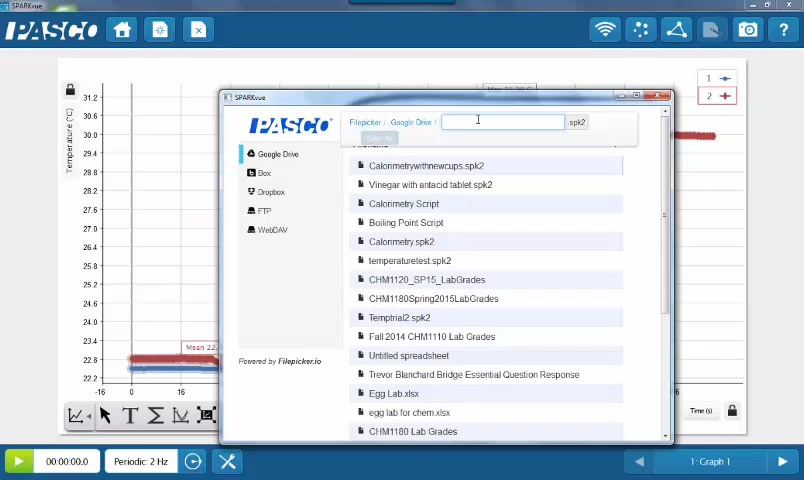 SPARKvue
PASCO
?
31.2
30.6
30.0
29.4
28.8
28.2
27.6
27.0
26.4
25.8
25.2
24.6
24.0
23.4
22.8
22.2
Temperature (°C)
-16
0
16
Mean 22.
1
2
Time (s)
SPARKvue
PASCO
Filepicker / Google Drive / .spk2
Save As
Google Drive
Box
Dropbox
FTP
WebDAV
Powered by Filepicker.io
Calorimetrywithnewcups.spk2
Vinegar with antacid tablet.spk2
Calorimetry Script
Boiling Point Script
Calorimetry.spk2
temperaturetest.spk2
CHM1120_SP15_LabGrades
CHM1180Spring2015LabGrades
Temptrial2.spk2
Fall 2014 CHM1110 Lab Grades
Untitled spreadsheet
Trevor Blanchard Bridge Essential Question Response
Egg Lab.xlsx
egg lab for chem.xlsx
CHM1180 Lab Grades
00:00:00.0
Periodic: 2 Hz
1: Graph 1